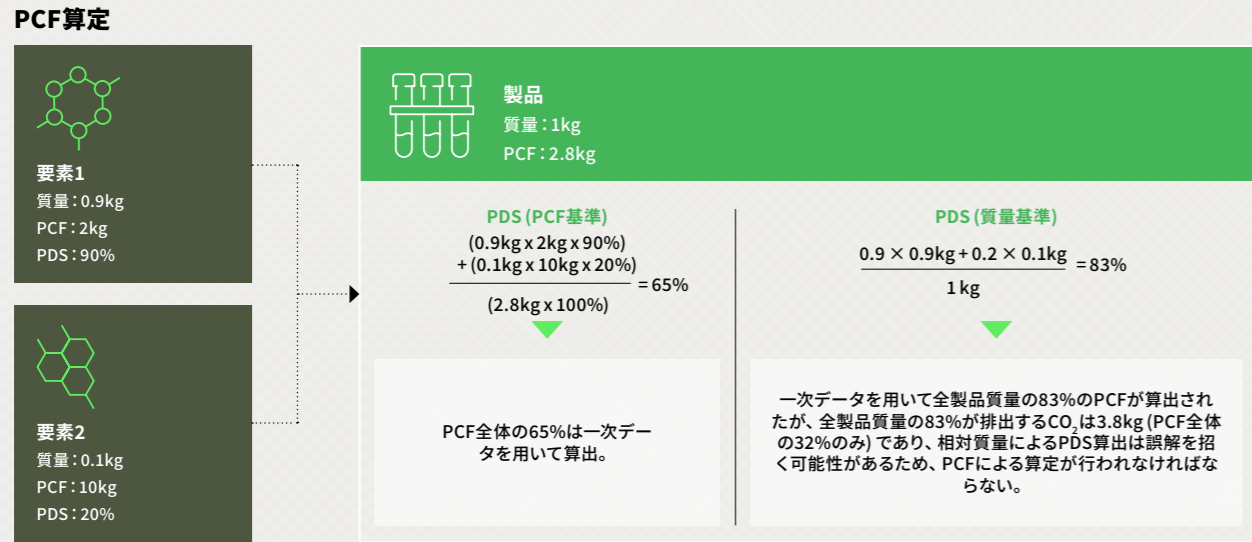 PCF算定
要素1
質量：0.9kg
PCF：2kg
PDS：90%
要素2
質量：0.1kg
PCF：10kg
PDS：20%
製品
質量：1kg
PCF：2.8kg
PDS (PCF基準)
(0.9kg x 2kg x 90%)
+ (0.1kg x 10kg x 20%)
(2.8kg x 100%)
= 65%
PCF全体の65%は一次デー
タを用いて算出。
PDS (質量基準)
0.9 × 0.9kg + 0.2 × 0.1kg
1 kg
= 83%
一次データを用いて全製品質量の83%のPCFが算出され
たが、全製品質量の83%が排出するCO₂は3.8kg (PCF全体
の32%のみ) であり、相対質量によるPDS算出は誤解を招
く可能性があるため、PCFによる算定が行われなければな
らない。